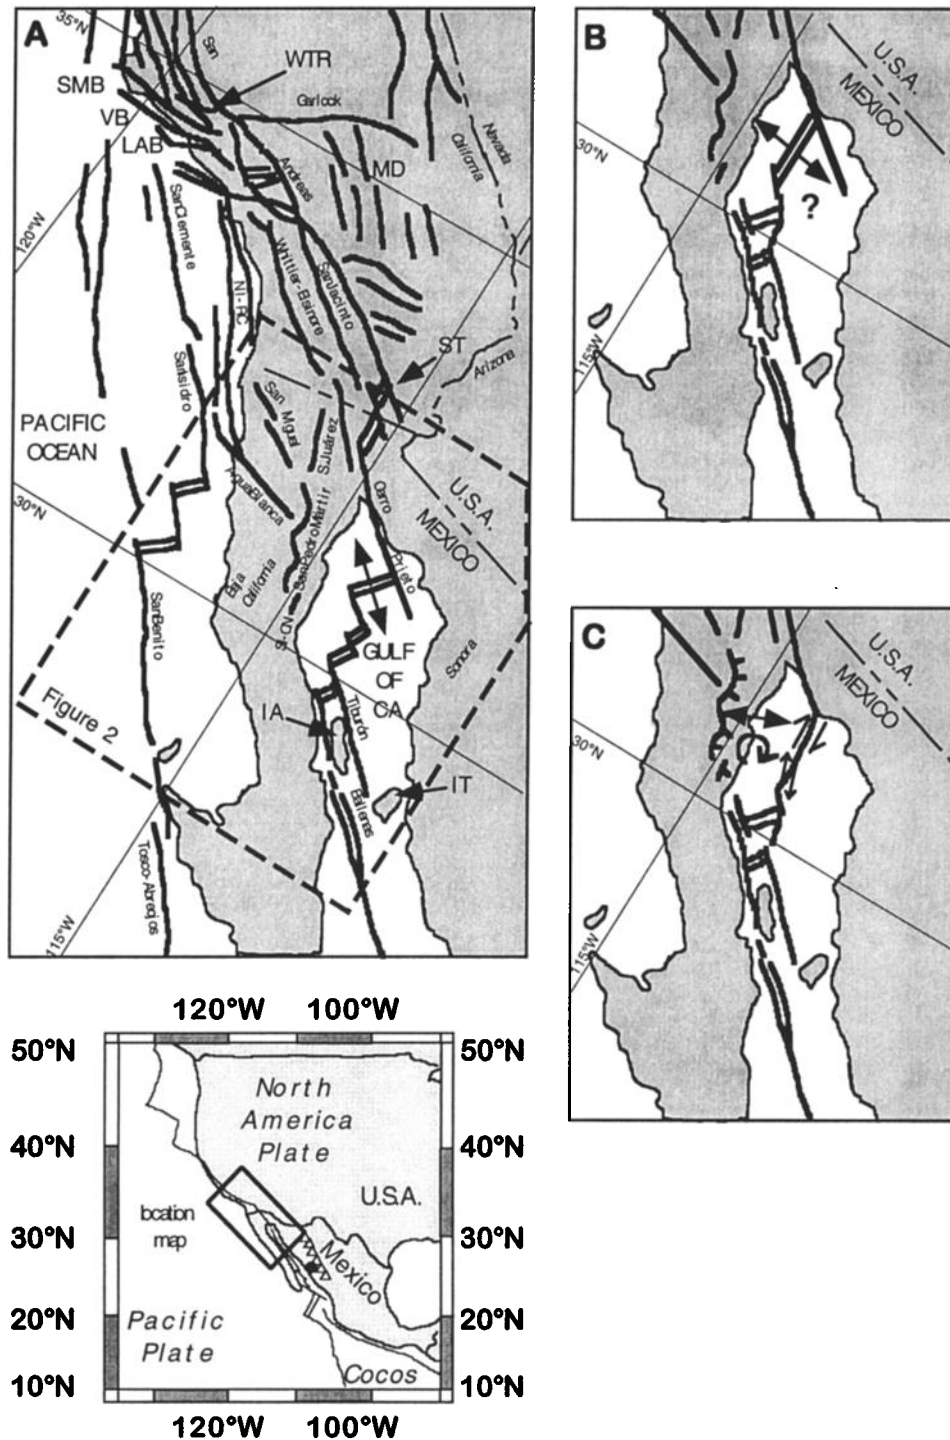 A
35°N
San
WTR
SMB
Garlock
VB
LAB
Nevada
California
Andreas
MD
120°W
San Clemente
NI-RC
Whittier-Elsinore
San Jacinto
ST
Arizona
San Isidro
San Miguel
S. Juárez
PACIFIC
OCEAN
Agua Blanca
Cerro
Prieto
U.S.A.
MEXICO
30°N
San Pedro Mártir
Baja
California
San Benito
GULF
OF
CA
Sonora
Figure 2
IA
Tiburón
IT
Ballenas
Tosco-Abreojos
115°W
B
U.S.A.
MEXICO
30°N
?
115°W
C
U.S.A.
MEXICO
30°N
115°W
120°W 100°W
50°N 50°N
North
America
Plate
40°N 40°N
U.S.A.
location
map
30°N 30°N
Mexico
20°N 20°N
Pacific
Plate
Cocos
10°N 10°N
120°W 100°W